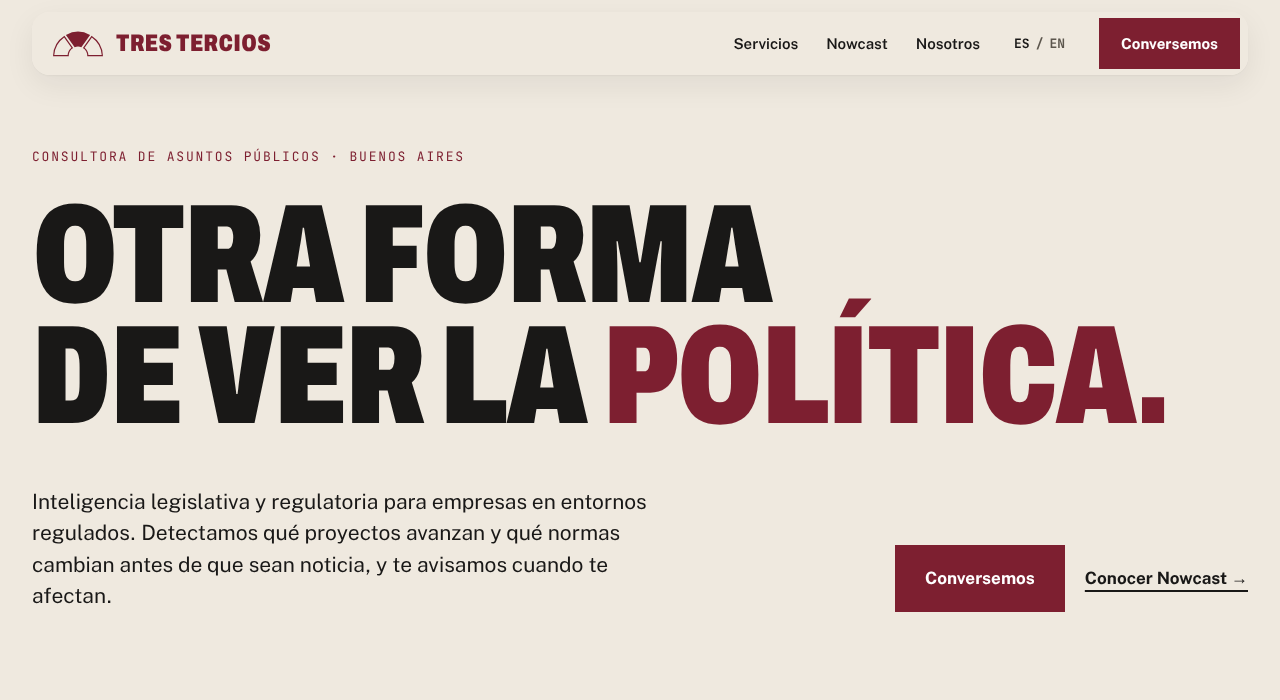 TRES TERCIOS
Servicios Nowcast Nosotros ES / EN Conversemos
CONSULTORA DE ASUNTOS PÚBLICOS · BUENOS AIRES
OTRA FORMA
DE VER LA POLÍTICA.
Inteligencia legislativa y regulatoria para empresas en entornos
regulados. Detectamos qué proyectos avanzan y qué normas
cambian antes de que sean noticia, y te avisamos cuando te
afectan.
Conversemos
Conocer Nowcast →